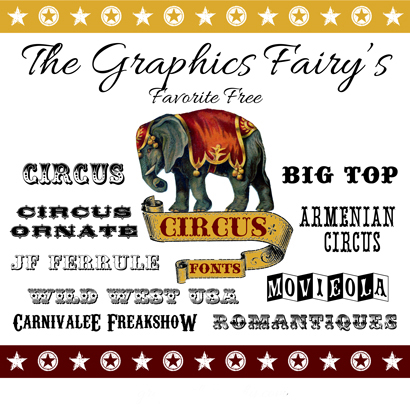 The Graphics Fairy's
Favorite Free
CIRCUS
FONTS
CIRCUS
CIRCUS
ORNATE
JF FERRULE
WILD WEST USA
CARNIVALEE FREAKSHOW
BIG TOP
ARMENIAN
CIRCUS
MOVIEOLA
ROMANTIQUES